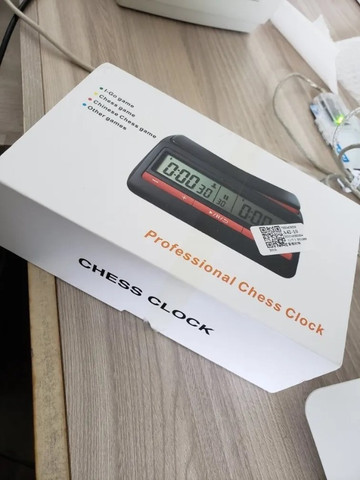 I-Go game
Chess game
Chinese Chess game
Other games
0:00 30
0:00
Professional Chess Clock
CHESS CLOCK